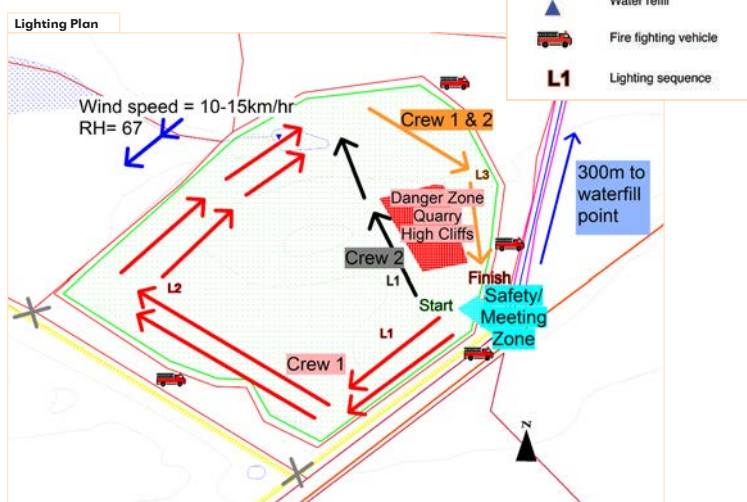 Water refill
Fire fighting vehicle
L1 Lighting sequence
Lighting Plan
Wind speed = 10-15km/hr
RH= 67
Crew 1 & 2
L3
300m to
waterfill
point
Danger Zone
Quarry
High Cliffs
Crew 2
L1
Finish
L2
Start
Safety/
Meeting
Zone
L1
Crew 1
N